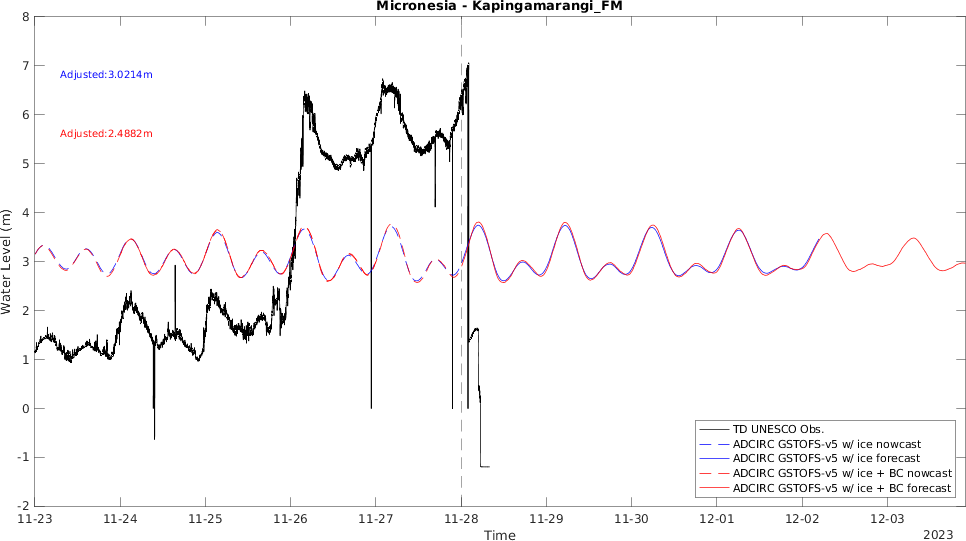 Micronesia - Kapingamarangi_FM
8
7
6
5
4
3
2
1
0
-1
-2
Water Level (m)
Adjusted:3.0214m
Adjusted:2.4882m
TD UNESCO Obs.
ADCIRC GSTOFS-v5 w/ ice nowcast
ADCIRC GSTOFS-v5 w/ ice forecast
ADCIRC GSTOFS-v5 w/ ice + BC nowcast
ADCIRC GSTOFS-v5 w/ ice + BC forecast
11-23 11-24 11-25 11-26 11-27 11-28 11-29 11-30 12-01 12-02 12-03
Time
2023